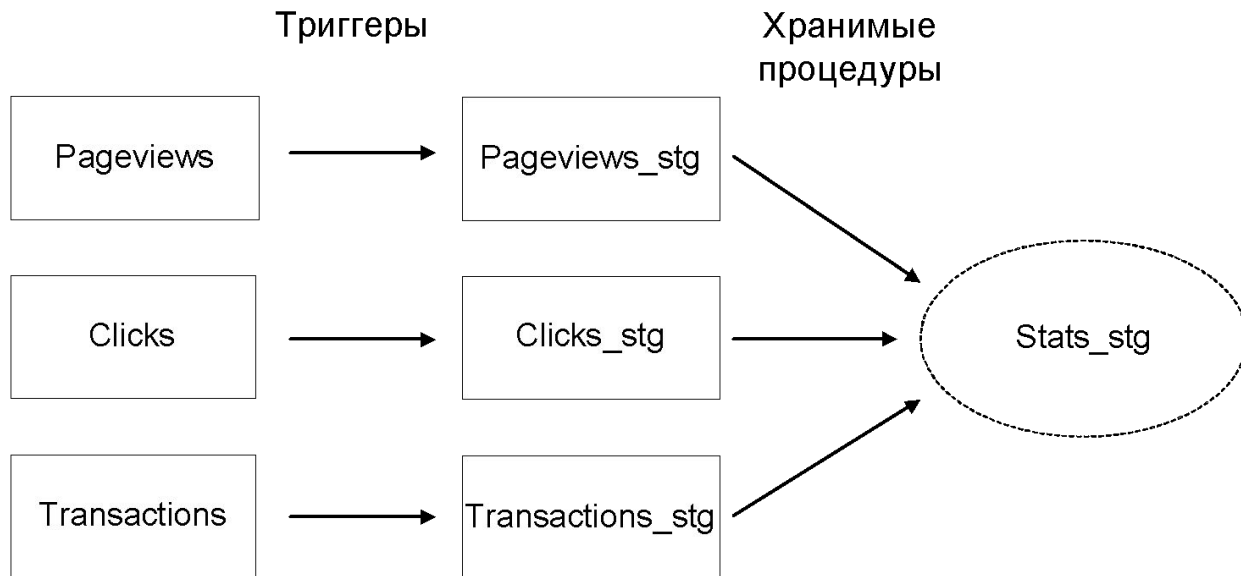 Триггеры
Хранимые
процедуры
Pageviews
Pageviews_stg
Clicks
Clicks_stg
Stats_stg
Transactions
Transactions_stg